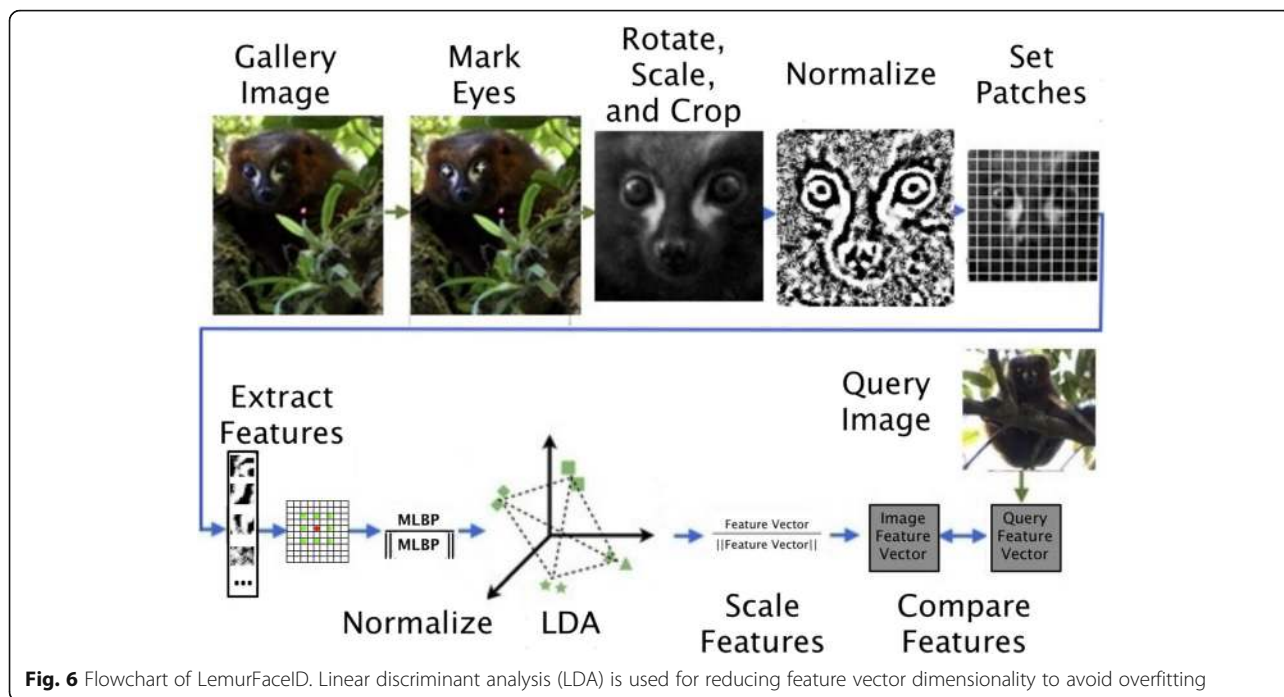 Gallery
Image
Mark
Eyes
Rotate,
Scale,
and Crop
Normalize
Set
Patches
Extract
Features
MLBP
||MLBP||
Normalize
LDA
Feature Vector
||Feature Vector||
Scale
Features
Query
Image
Image
Feature
Vector
Query
Feature
Vector
Compare
Features
Fig. 6 Flowchart of LemurFaceID. Linear discriminant analysis (LDA) is used for reducing feature vector dimensionality to avoid overfitting